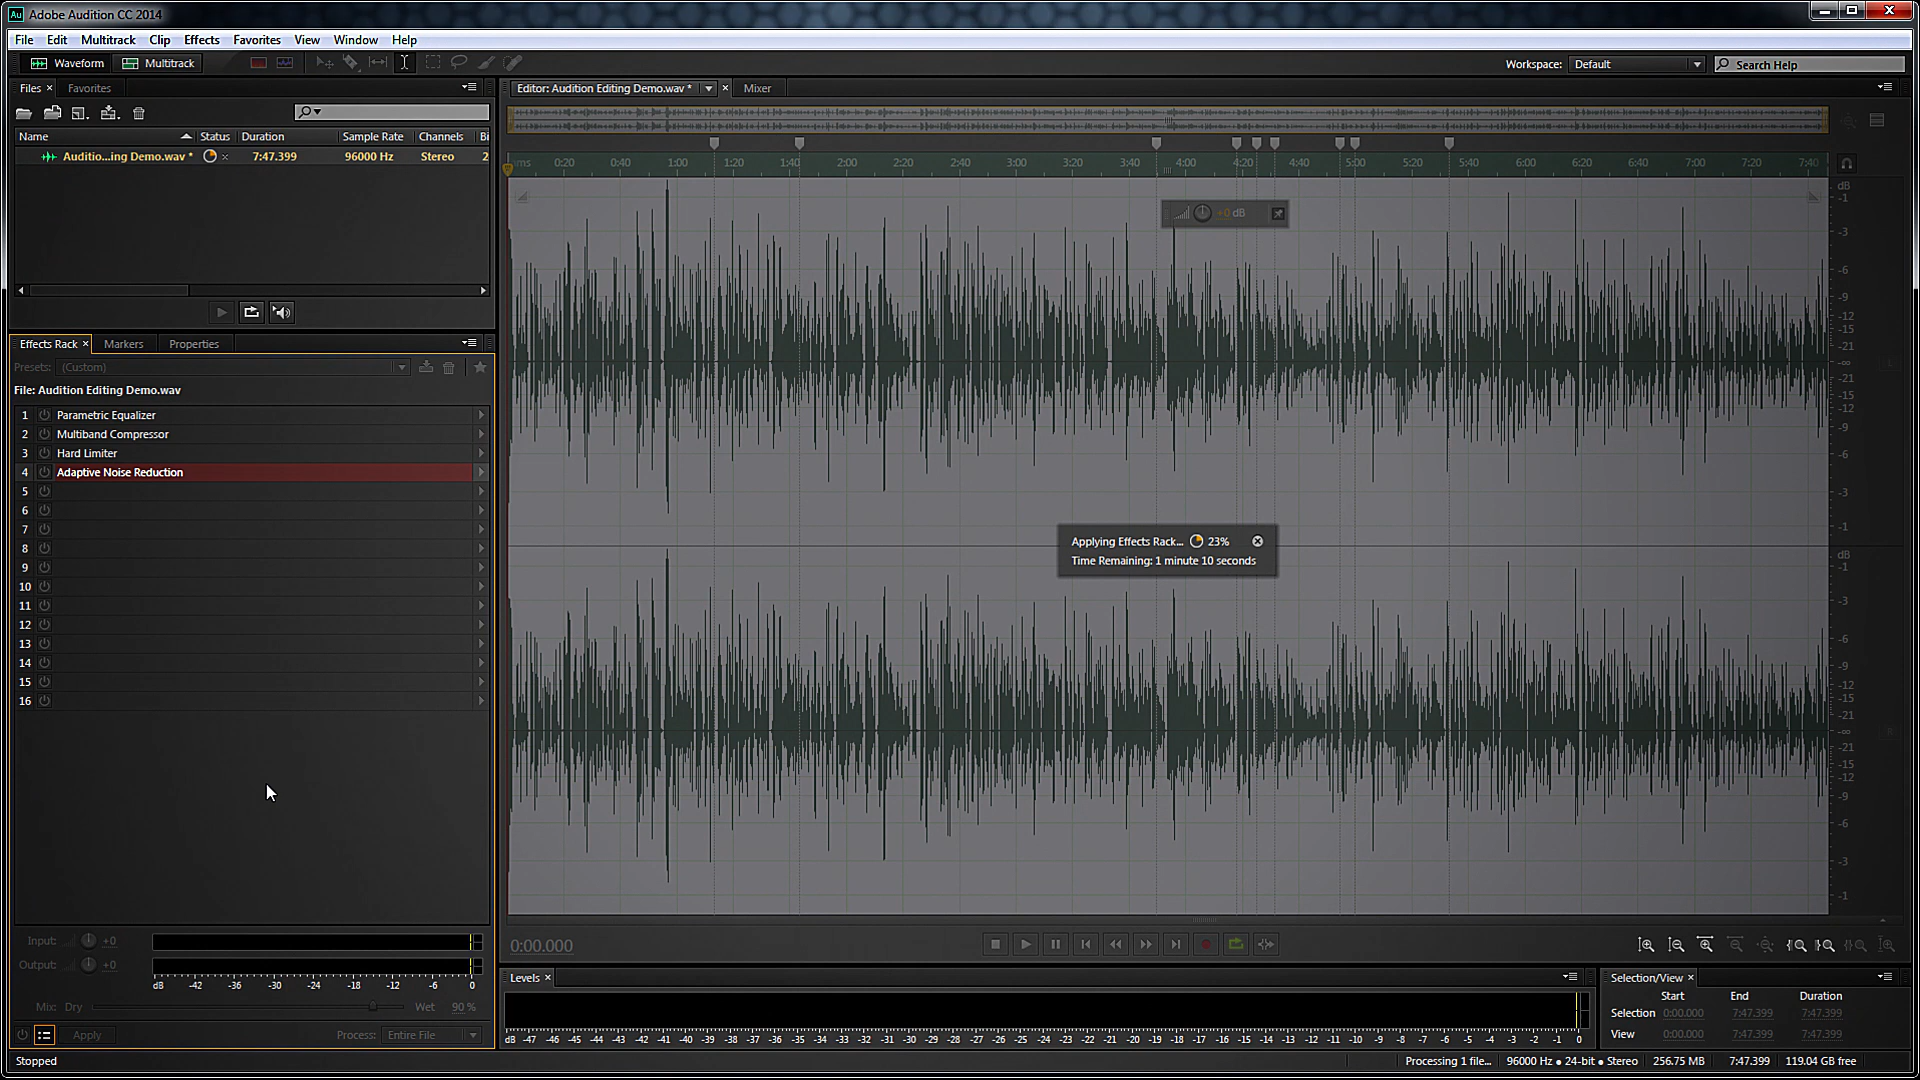 Adobe Audition CC 2014
File Edit Multitrack Clip Effects Favorites View Window Help
Waveform Multitrack
Workspace: Default Search Help
Files Favorites
Name Status Duration Sample Rate Channels Bi
Auditio...ing Demo.wav * 7:47.399 96000 Hz Stereo 2
Effects Rack Markers Properties
Presets: (Custom)
File: Audition Editing Demo.wav
1 Parametric Equalizer
2 Multiband Compressor
3 Hard Limiter
4 Adaptive Noise Reduction
5
6
7
8
9
10
11
12
13
14
15
16
Input: +0
Output: +0
dB -42 -36 -30 -24 -18 -12 -6 0
Mix: Dry Wet 90 %
Apply Process: Entire File
Stopped
Editor: Audition Editing Demo.wav * Mixer
hms 0:20 0:40 1:00 1:20 1:40 2:00 2:20 2:40 3:00 3:20 3:40 4:00 4:20 4:40 5:00 5:20 5:40 6:00 6:20 6:40 7:00 7:20 7:40
+0 dB
dB
-1
-3
-6
-9
-12
-15
-21
-∞
-21
-15
-12
-9
-6
-3
-1
Applying Effects Rack... 23%
Time Remaining: 1 minute 10 seconds
dB
-1
-3
-6
-9
-12
-15
-21
-∞
-21
-15
-12
-9
-6
-3
-1
0:00.000
Levels
dB -47 -46 -45 -44 -43 -42 -41 -40 -39 -38 -37 -36 -35 -34 -33 -32 -31 -30 -29 -28 -27 -26 -25 -24 -23 -22 -21 -20 -19 -18 -17 -16 -15 -14 -13 -12 -11 -10 -9 -8 -7 -6 -5 -4 -3 -2 -1 0
Selection/View
Start End Duration
Selection 0:00.000 7:47.399 7:47.399
View 0:00.000 7:47.399 7:47.399
Processing 1 file... 96000 Hz • 24-bit • Stereo 256.75 MB 7:47.399 119.04 GB free